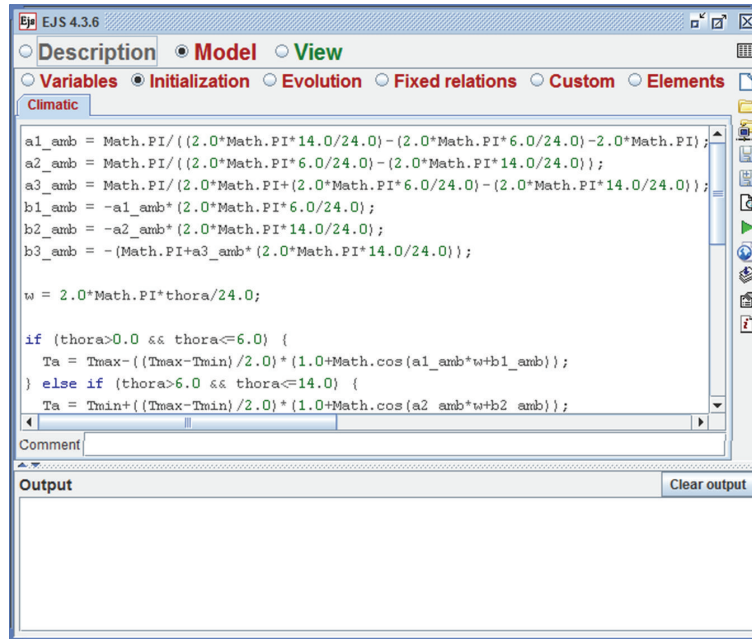 Ejs EJS 4.3.6
Description Model View
Variables Initialization Evolution Fixed relations Custom Elements
Climatic
a1_amb = Math.PI/((2.0*Math.PI*14.0/24.0)-(2.0*Math.PI*6.0/24.0)-2.0*Math.PI);
a2_amb = Math.PI/((2.0*Math.PI*6.0/24.0)-(2.0*Math.PI*14.0/24.0));
a3_amb = Math.PI/(2.0*Math.PI+(2.0*Math.PI*6.0/24.0)-(2.0*Math.PI*14.0/24.0));
b1_amb = -a1_amb*(2.0*Math.PI*6.0/24.0);
b2_amb = -a2_amb*(2.0*Math.PI*14.0/24.0);
b3_amb = -(Math.PI+a3_amb*(2.0*Math.PI*14.0/24.0));
w = 2.0*Math.PI*thora/24.0;
if (thora>0.0 && thora<=6.0) {
Ta = Tmax-((Tmax-Tmin)/2.0)*(1.0+Math.cos(a1_amb*w+b1_amb));
} else if (thora>6.0 && thora<=14.0) {
Ta = Tmin+((Tmax-Tmin)/2.0)*(1.0+Math.cos(a2_amb*w+b2_amb));
Comment
Output Clear output